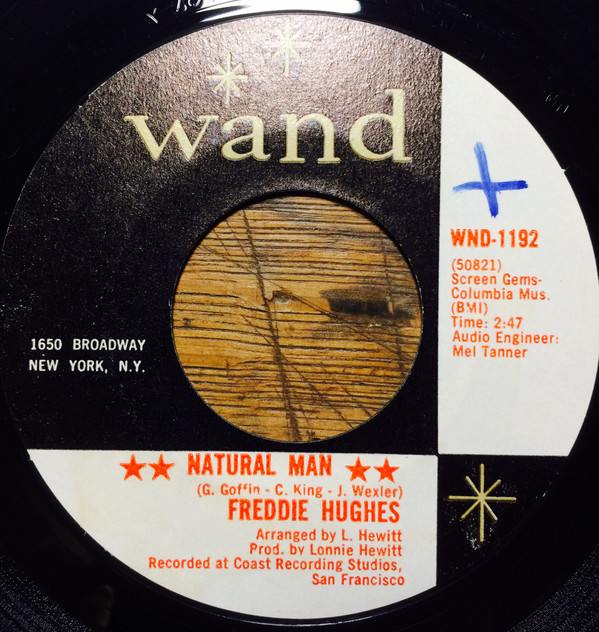 wand
WND-1192
(50821)
Screen Gems-
Columbia Mus.
(BMI)
Time: 2:47
Audio Engineer:
Mel Tanner
1650 BROADWAY
NEW YORK, N.Y.
★★ NATURAL MAN ★★
(G. Goffin - C. King - J. Wexler)
FREDDIE HUGHES
Arranged by L. Hewitt
Prod. by Lonnie Hewitt
Recorded at Coast Recording Studios,
San Francisco